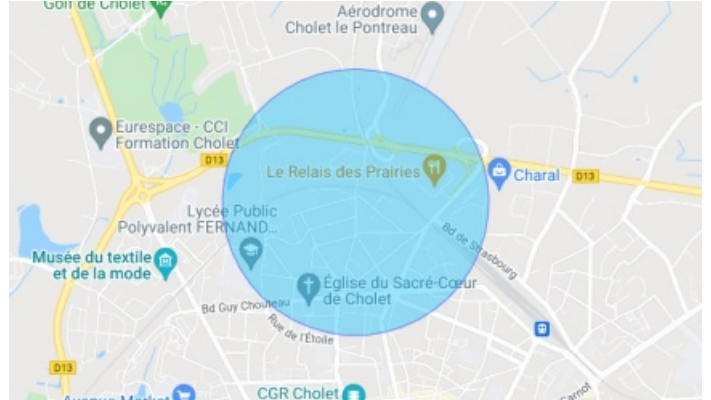 Golf de Cholet
Aérodrome
Cholet le Pontreau
Eurespace - CCI
Formation Cholet
D13
Le Relais des Prairies
Charal
D13
Lycée Public
Polyvalent FERNAND...
Bd de Strasbourg
Musée du textile
et de la mode
Église du Sacré-Cœur
de Cholet
Bd Guy Chouteau
Rue de l'Étoile
D13
CGR Cholet
Avenue Market
Carnot